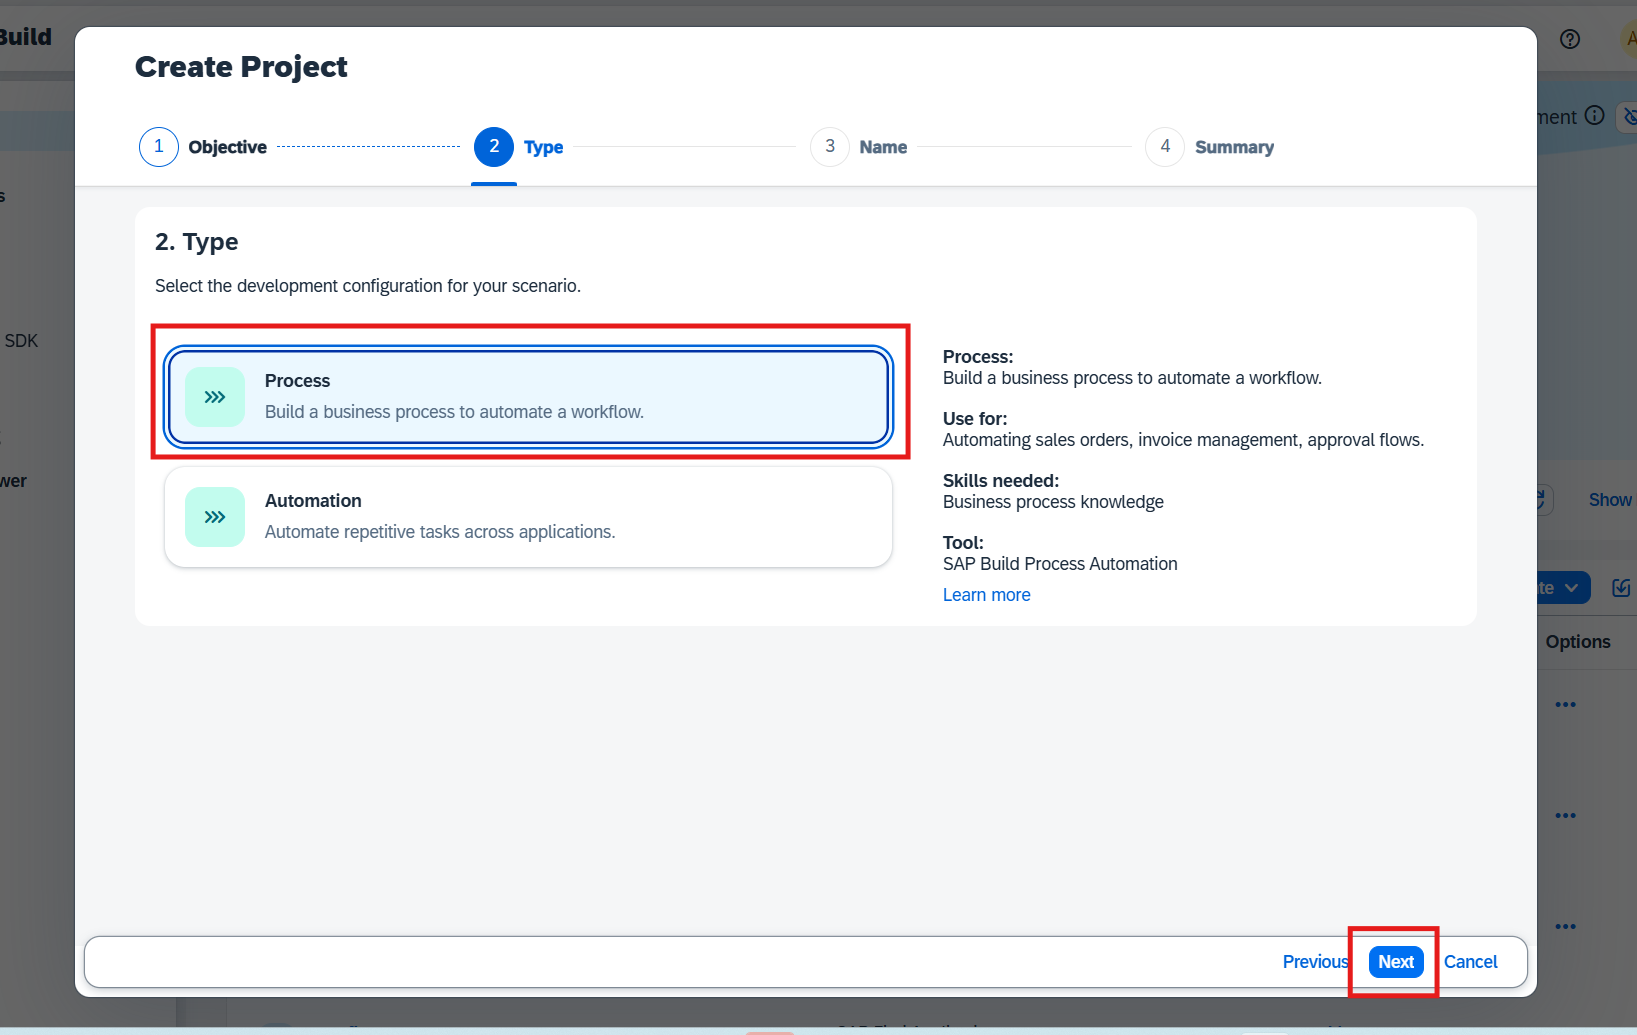 Build
Create Project
1 Objective
2 Type
3 Name
4 Summary
2. Type
Select the development configuration for your scenario.
SDK
Process
Build a business process to automate a workflow.
Automation
Automate repetitive tasks across applications.
Process:
Build a business process to automate a workflow.
Use for:
Automating sales orders, invoice management, approval flows.
Skills needed:
Business process knowledge
Tool:
SAP Build Process Automation
Learn more
Show
Options
Previous
Next
Cancel